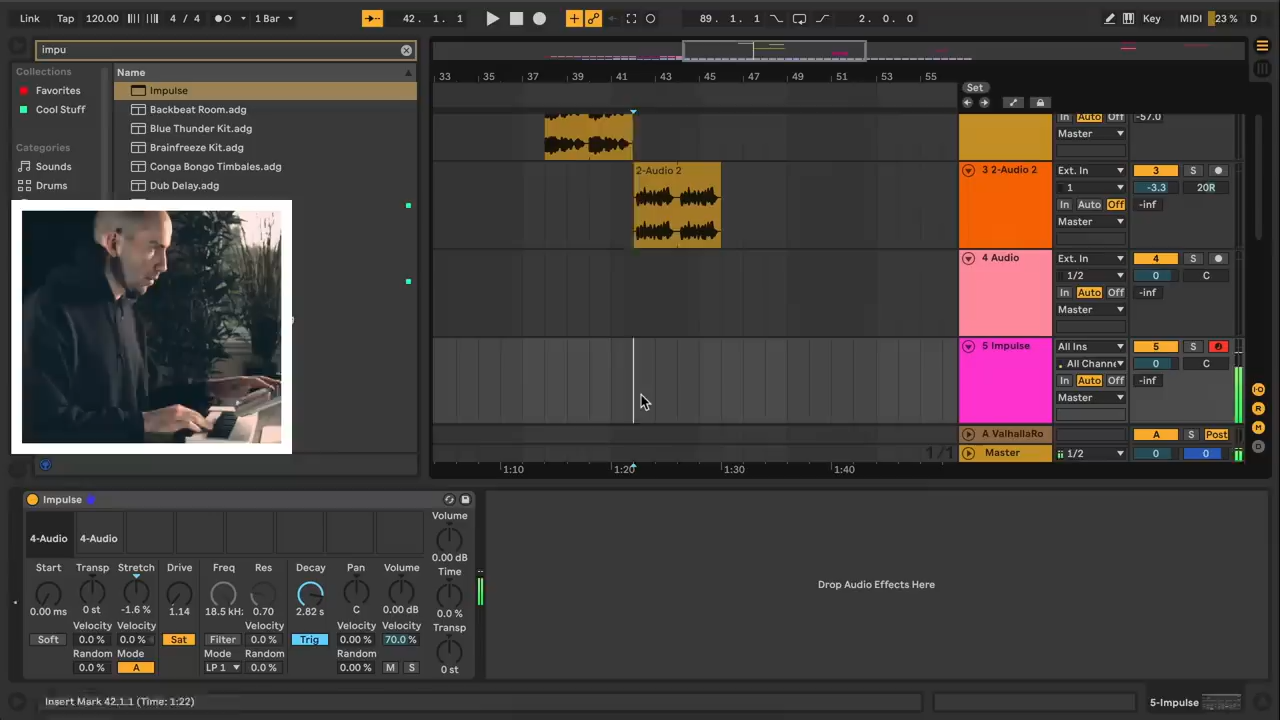 Link Tap 120.00 4 / 4 1 Bar 42. 1. 1 89. 1. 1 2. 0. 0 Key MIDI 23 % D
impu
Collections
Favorites
Cool Stuff
Categories
Sounds
Drums
Name
Impulse
Backbeat Room.adg
Blue Thunder Kit.adg
Brainfreeze Kit.adg
Conga Bongo Timbales.adg
Dub Delay.adg
33 35 37 39 41 43 45 47 49 51 53 55
Set
In Auto Off -57.0
Master
2-Audio 2
3 2-Audio 2 Ext. In 3 S
1 -3.3 20R
In Auto Off -inf
Master
4 Audio Ext. In 4 S
1/2 0 C
In Auto Off -inf
Master
5 Impulse All Ins 5 S
All Channe 0 C
In Auto Off -inf
Master
A ValhallaRo A S Post
1/1 Master 1/2 0 0
1:10 1:20 1:30 1:40
I·O
R
M
D
Impulse
4-Audio 4-Audio
Volume
0.00 dB
Start Transp Stretch Drive Freq Res Decay Pan Volume Time
0.00 ms 0 st -1.6 % 1.14 18.5 kH: 0.70 2.82 s C 0.00 dB 0.0 %
Velocity Velocity Velocity Velocity Velocity Transp
Soft 0.0 % 0.0 % Sat Filter 0.0 % Trig 0.00 % 70.0 %
Random Mode Mode Random Random
0.0 % A LP 1 0.0 % 0.00 % M S 0 st
Drop Audio Effects Here
Insert Mark 42.1.1 (Time: 1:22) 5-Impulse